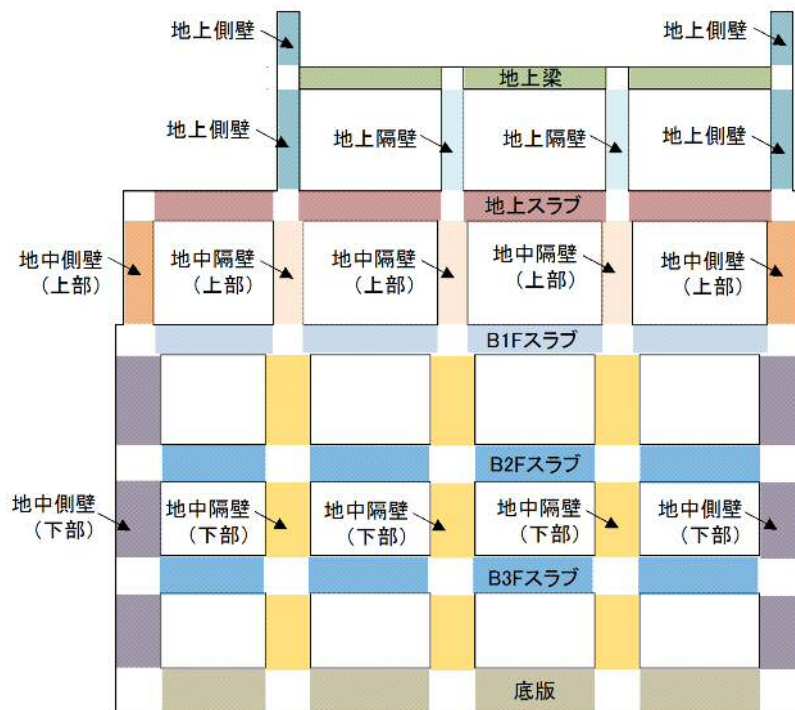 地上側壁
地上側壁
地上梁
地上側壁
地上隔壁
地上隔壁
地上側壁
地上スラブ
地中側壁
（上部）
地中隔壁
（上部）
地中隔壁
（上部）
地中隔壁
（上部）
地中側壁
（上部）
B1Fスラブ
B2Fスラブ
地中側壁
（下部）
地中隔壁
（下部）
地中隔壁
（下部）
地中隔壁
（下部）
地中側壁
（下部）
B3Fスラブ
底版